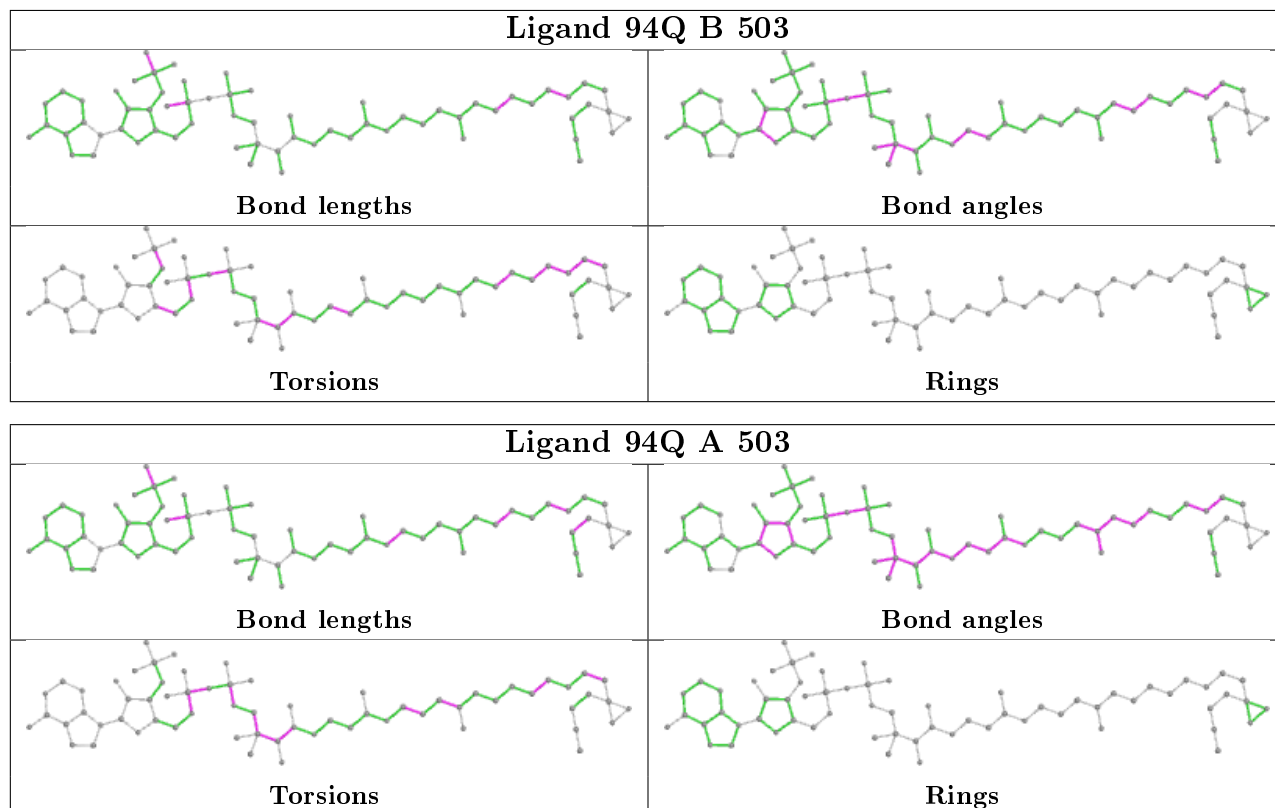 Ligand 94Q B 503
Bond lengths
Bond angles
Torsions
Rings
Ligand 94Q A 503
Bond lengths
Bond angles
Torsions
Rings